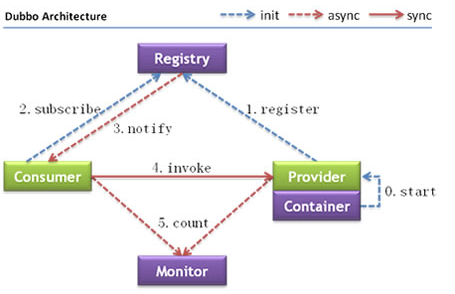 Dubbo Architecture
init
async
sync
Registry
2. subscribe
1. register
3. notify
Consumer
4. invoke
Provider
Container
0. start
5. count
Monitor